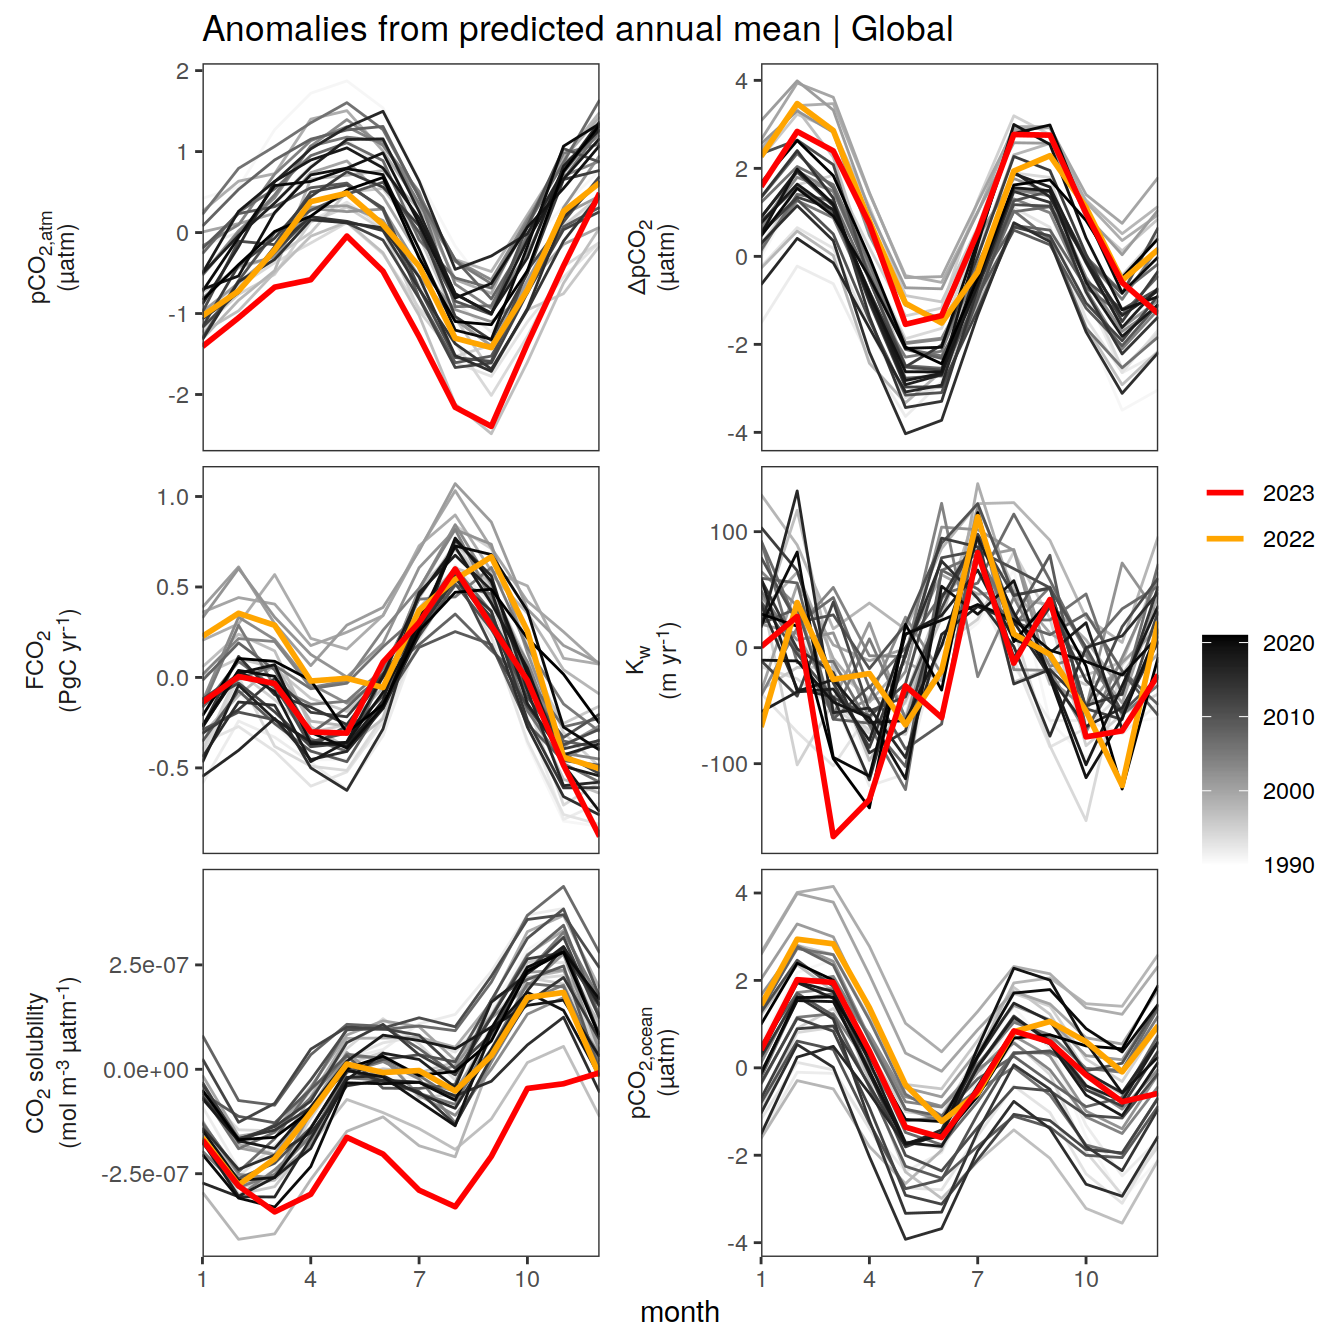 Anomalies from predicted annual mean | Global
pCO2,atm
(µatm)
2
1
0
-1
-2
ΔpCO2
(µatm)
4
2
0
-2
-4
FCO2
(PgC yr-1)
1.0
0.5
0.0
-0.5
Kw
(m yr-1)
100
0
-100
CO2 solubility
(mol m-3 µatm-1)
2.5e-07
0.0e+00
-2.5e-07
1
4
7
10
pCO2,ocean
(µatm)
4
2
0
-2
-4
1
4
7
10
month
2023
2022
2020
2010
2000
1990